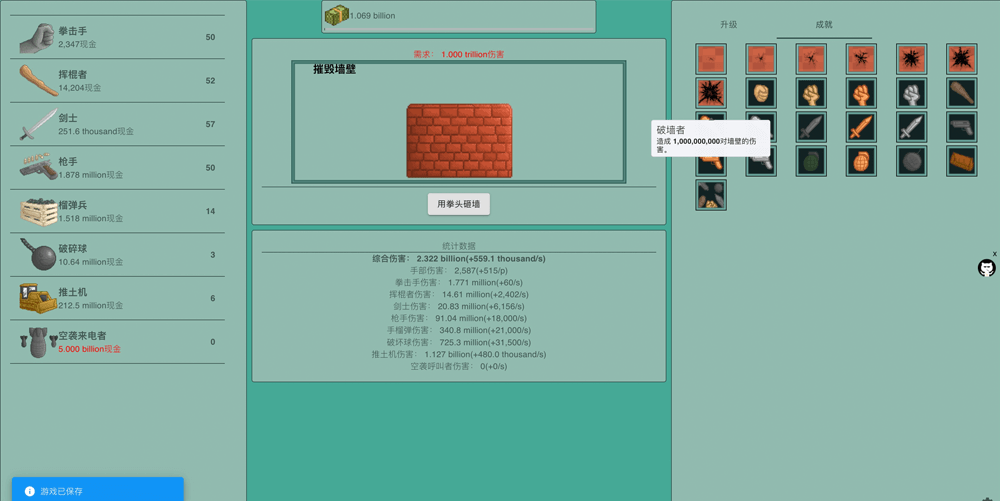 拳击手
2,347现金
50
挥棍者
14,204现金
52
剑士
251.6 thousand现金
57
枪手
1.878 million现金
50
榴弹兵
1.518 million现金
14
破碎球
10.64 million现金
3
推土机
212.5 million现金
6
空袭来电者
5.000 billion现金
0
游戏已保存
1.069 billion
需求： 1.000 trillion伤害
摧毁墙壁
用拳头砸墙
统计数据
综合伤害： 2.322 billion(+559.1 thousand/s)
手部伤害： 2,587(+515/p)
拳击手伤害： 1.771 million(+60/s)
挥棍者伤害： 14.61 million(+2,402/s)
剑士伤害： 20.83 million(+6,156/s)
枪手伤害： 91.04 million(+18,000/s)
手榴弹伤害： 340.8 million(+21,000/s)
破坏球伤害： 725.3 million(+31,500/s)
推土机伤害： 1.127 billion(+480.0 thousand/s)
空袭呼叫者伤害： 0(+0/s)
升级
成就
破墙者
造成 1,000,000,000对墙壁的伤
害。
x